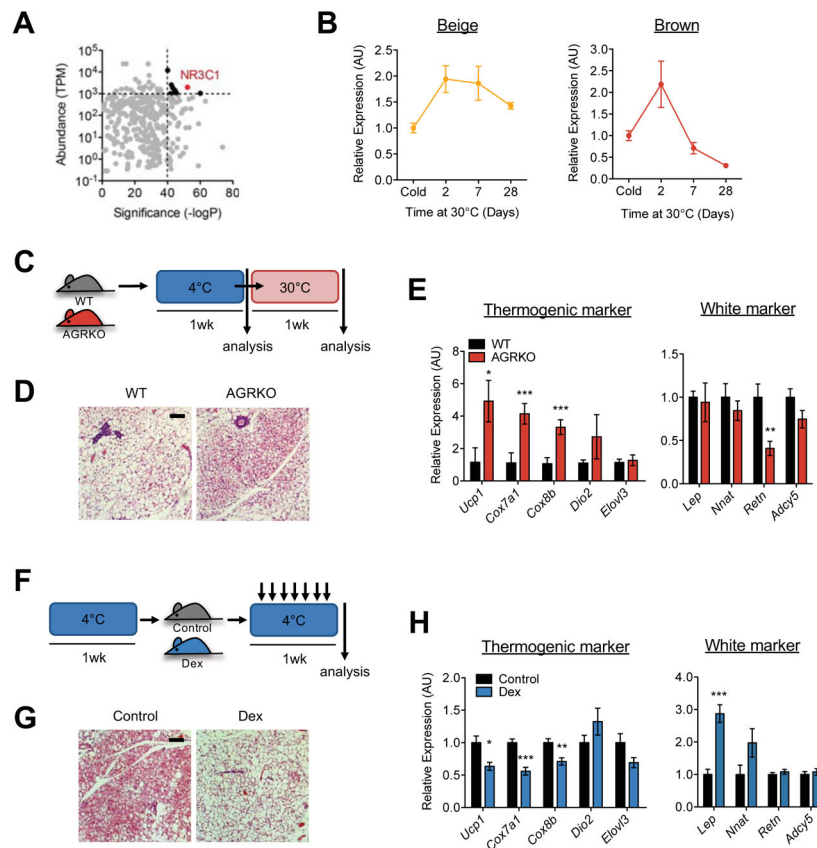 A
Abundance (TPM)
10⁵
10⁴
10³
10²
10¹
10⁰
10⁻¹
NR3C1
0 20 40 60 80
Significance (-logP)
B
Beige
Relative Expression (AU)
2.5
2.0
1.5
1.0
0.5
0.0
Cold 2 7 28
Time at 30°C (Days)
Brown
Relative Expression (AU)
3.0
2.5
2.0
1.5
1.0
0.5
0.0
Cold 2 7 28
Time at 30°C (Days)
C
WT
AGRKO
4°C 30°C
1wk 1wk
analysis analysis
D
WT AGRKO
E
Thermogenic marker
WT
AGRKO
Relative Expression (AU)
8
6
4
2
0
* *** ***
Ucp1 Cox7a1 Cox8b Dio2 Elovl3
White marker
1.5
1.0
0.5
0.0
**
Lep Nnat Retn Adcy5
F
4°C
1wk
Control
Dex
4°C
1wk
analysis
G
Control Dex
H
Thermogenic marker
Control
Dex
Relative Expression (AU)
2.0
1.5
1.0
0.5
0.0
* *** **
Ucp1 Cox7a1 Cox8b Dio2 Elovl3
White marker
4.0
3.0
2.0
1.0
0.0
***
Lep Nnat Retn Adcy5